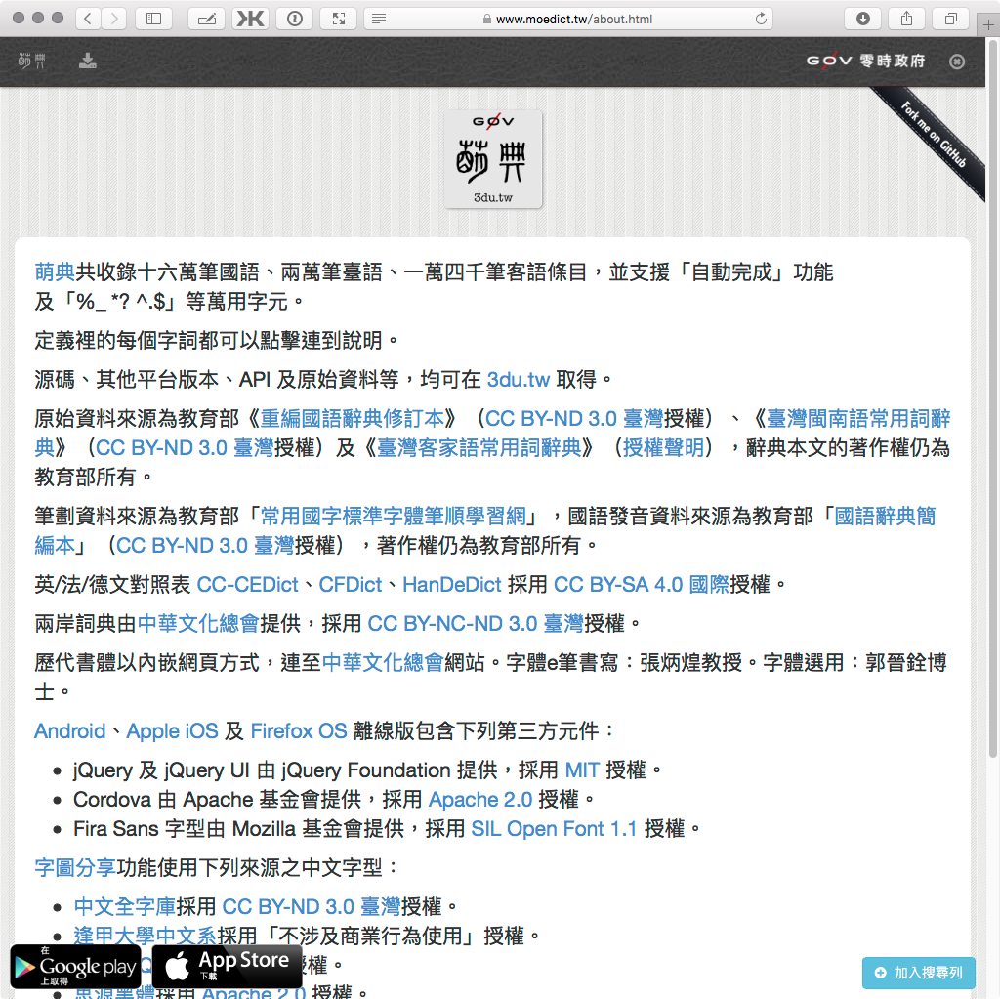 www.moedict.tw/about.html
萌典
GØV 零時政府
Fork me on GitHub
GØV
萌典
3du.tw
萌典共收錄十六萬筆國語、兩萬筆臺語、一萬四千筆客語條目，並支援「自動完成」功能
及「%_ *? ^.$」等萬用字元。
定義裡的每個字詞都可以點擊連到說明。
源碼、其他平台版本、API 及原始資料等，均可在 3du.tw 取得。
原始資料來源為教育部《重編國語辭典修訂本》（CC BY-ND 3.0 臺灣授權）、《臺灣閩南語常用詞辭
典》（CC BY-ND 3.0 臺灣授權）及《臺灣客家語常用詞辭典》（授權聲明），辭典本文的著作權仍為
教育部所有。
筆劃資料來源為教育部「常用國字標準字體筆順學習網」，國語發音資料來源為教育部「國語辭典簡
編本」（CC BY-ND 3.0 臺灣授權），著作權仍為教育部所有。
英/法/德文對照表 CC-CEDict、CFDict、HanDeDict 採用 CC BY-SA 4.0 國際授權。
兩岸詞典由中華文化總會提供，採用 CC BY-NC-ND 3.0 臺灣授權。
歷代書體以內嵌網頁方式，連至中華文化總會網站。字體e筆書寫：張炳煌教授。字體選用：郭晉銓博
士。
Android、Apple iOS 及 Firefox OS 離線版包含下列第三方元件：
• jQuery 及 jQuery UI 由 jQuery Foundation 提供，採用 MIT 授權。
• Cordova 由 Apache 基金會提供，採用 Apache 2.0 授權。
• Fira Sans 字型由 Mozilla 基金會提供，採用 SIL Open Font 1.1 授權。
字圖分享功能使用下列來源之中文字型：
• 中文全字庫採用 CC BY-ND 3.0 臺灣授權。
• 逢甲大學中文系採用「不涉及商業行為使用」授權。
在
Google play
上取得
App Store
下載
授權。
加入搜尋列
• 思源黑體採用 Apache 2.0 授權。